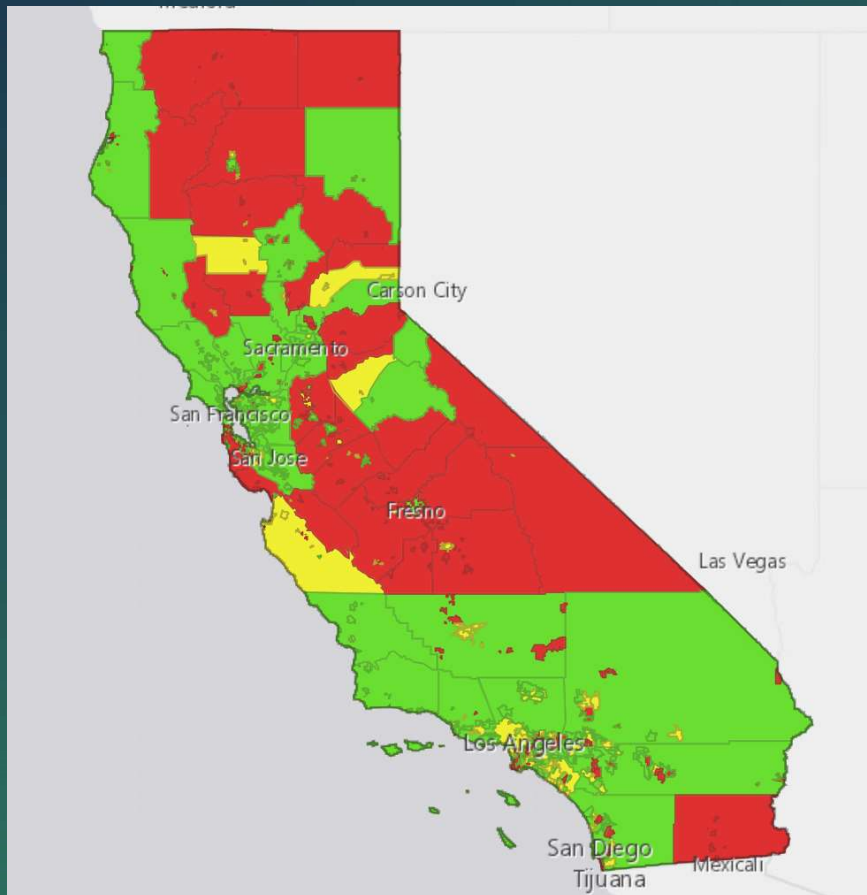 Carson City
Sacramento
San Francisco
San Jose
Fresno
Las Vegas
Los Angeles
San Diego
Mexicali
Tijuana